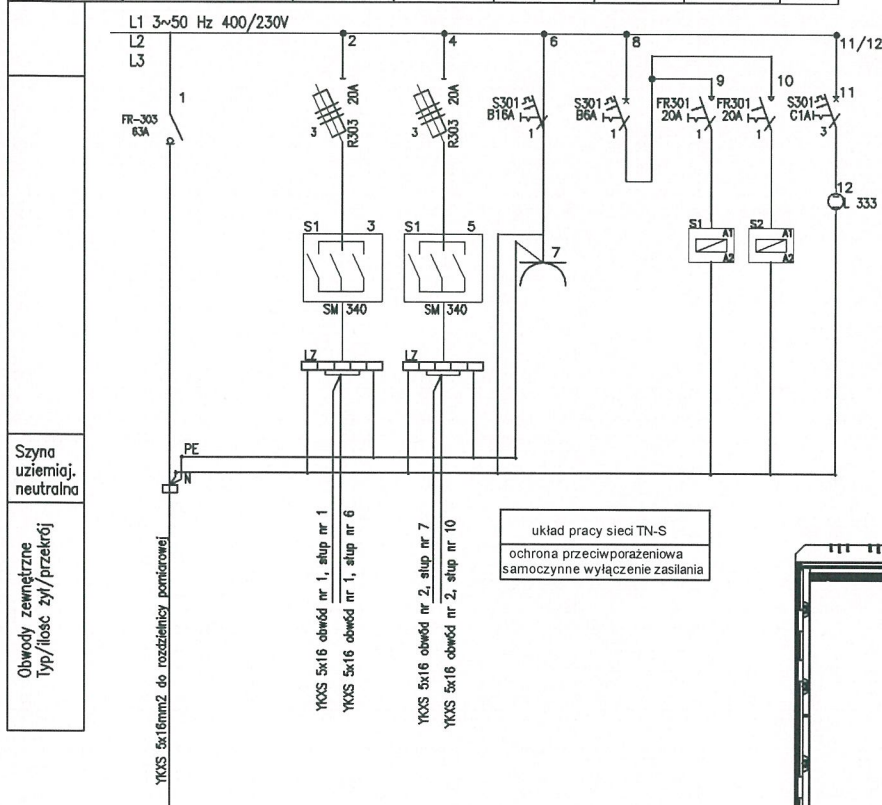 L1 3~50 Hz 400/230V
L2
L3
2
4
6
8
11/12
1
FR-303
63A
3
R303 20A
3
R303 20A
S301
B16A
1
S301
B6A
1
9
FR301
20A
1
10
FR301
20A
1
11
S301
C1A
3
12
L 333
S1 3
SM 340
S1 5
SM 340
7
S1
A1
A2
S2
A1
A2
LZ
LZ
PE
N
Szyna
uziemiaj.
neutralna
Obwody zewnętrzne
Typ/ilość żył/przekrój
YKXS 5x16mm2 do rozdzielnicy pomiarowej
YKXS 5x16 obwód nr 1, słup nr 1
YKXS 5x16 obwód nr 1, słup nr 6
YKXS 5x16 obwód nr 2, słup nr 7
YKXS 5x16 obwód nr 2, słup nr 10
układ pracy sieci TN-S
ochrona przeciwporażeniowa
samoczynne wyłączenie zasilania